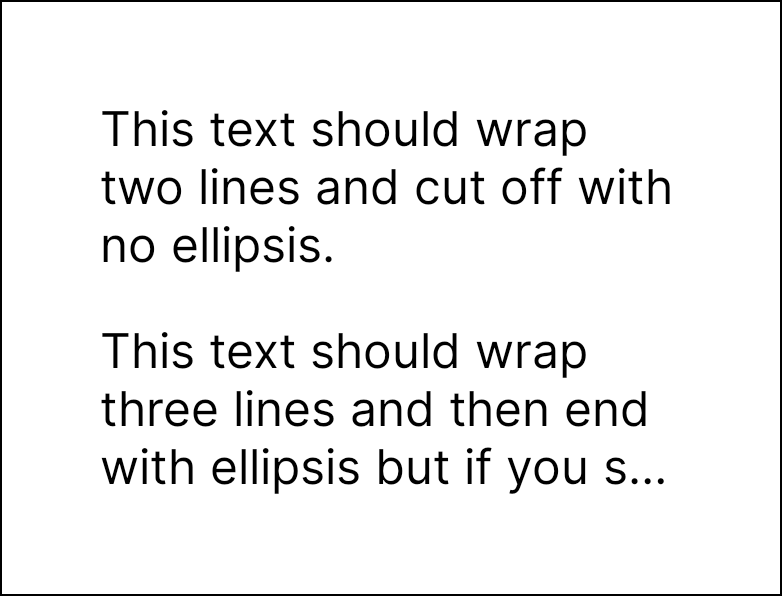 This text should wrap
two lines and cut off with
no ellipsis.
This text should wrap
three lines and then end
with ellipsis but if you s...